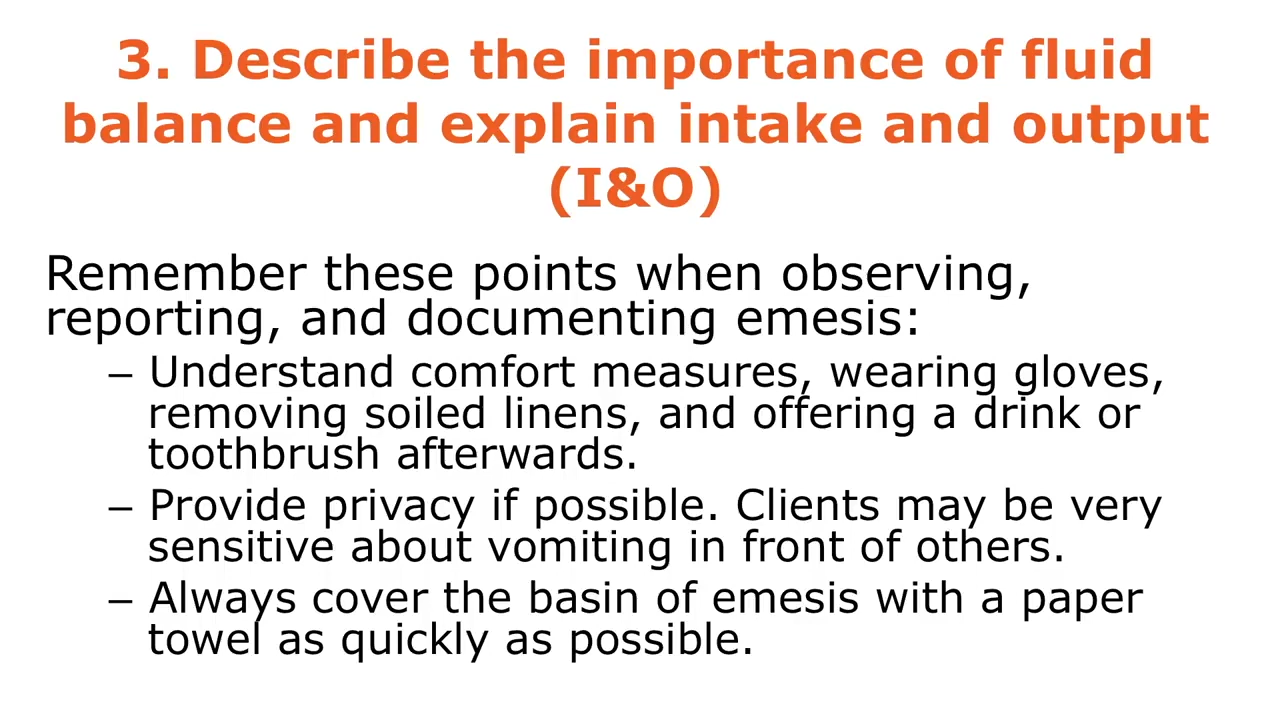 3. Describe the importance of fluid
balance and explain intake and output
(I&O)
Remember these points when observing,
reporting, and documenting emesis:
– Understand comfort measures, wearing gloves,
removing soiled linens, and offering a drink or
toothbrush afterwards.
– Provide privacy if possible. Clients may be very
sensitive about vomiting in front of others.
– Always cover the basin of emesis with a paper
towel as quickly as possible.